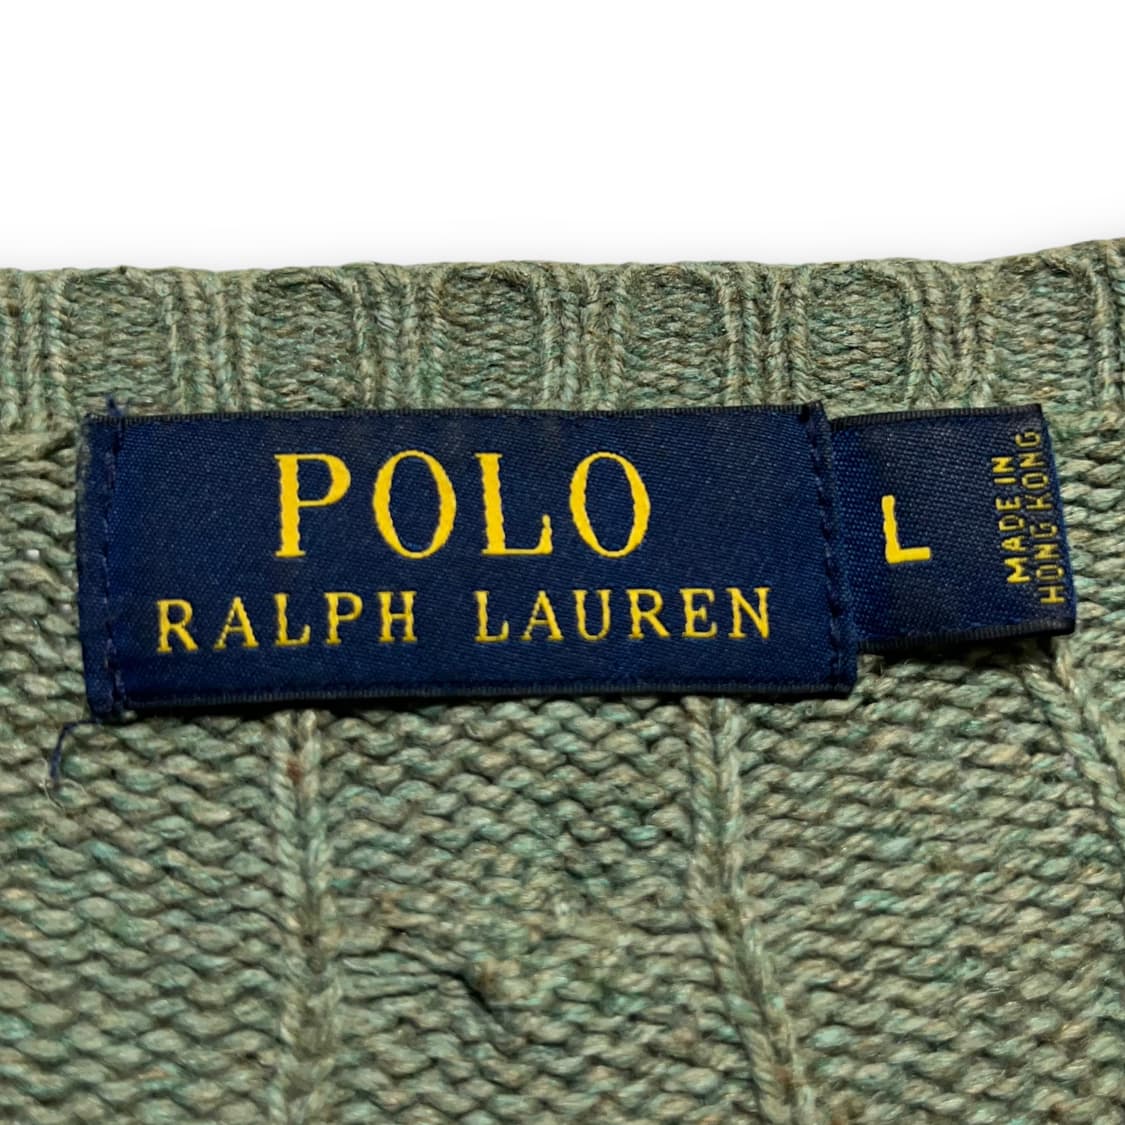 POLO
RALPH LAUREN
L
MADE IN
HONG KONG